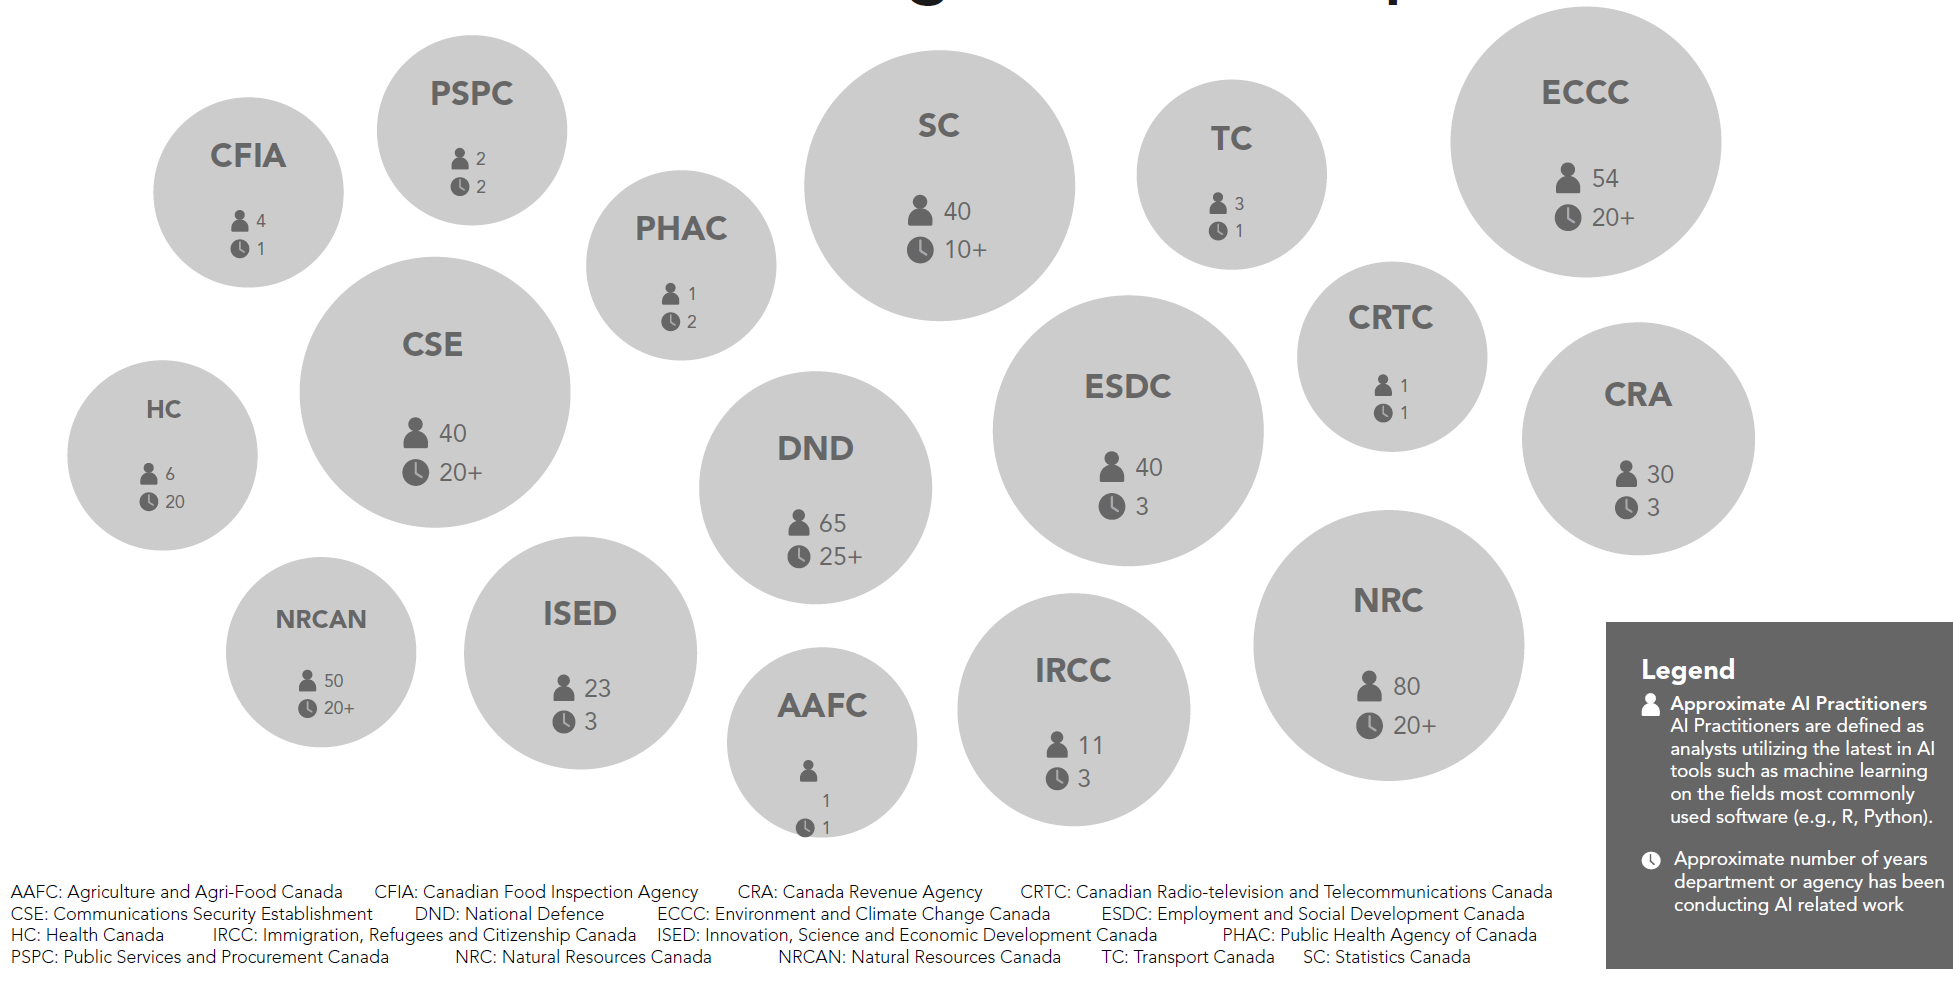 PSPC
2
2
CFIA
4
1
PHAC
1
2
SC
40
10+
TC
3
1
ECCC
54
20+
CSE
40
20+
HC
6
20
DND
65
25+
ESDC
40
3
CRTC
1
1
CRA
30
3
NRCAN
50
20+
ISED
23
3
AAFC
1
1
IRCC
11
3
NRC
80
20+
Legend
Approximate AI Practitioners
AI Practitioners are defined as
analysts utilizing the latest in AI
tools such as machine learning
on the fields most commonly
used software (e.g., R, Python).
Approximate number of years
department or agency has been
conducting AI related work
AAFC: Agriculture and Agri-Food Canada CFIA: Canadian Food Inspection Agency CRA: Canada Revenue Agency CRTC: Canadian Radio-television and Telecommunications Canada
CSE: Communications Security Establishment DND: National Defence ECCC: Environment and Climate Change Canada ESDC: Employment and Social Development Canada
HC: Health Canada IRCC: Immigration, Refugees and Citizenship Canada ISED: Innovation, Science and Economic Development Canada PHAC: Public Health Agency of Canada
PSPC: Public Services and Procurement Canada NRC: Natural Resources Canada NRCAN: Natural Resources Canada TC: Transport Canada SC: Statistics Canada